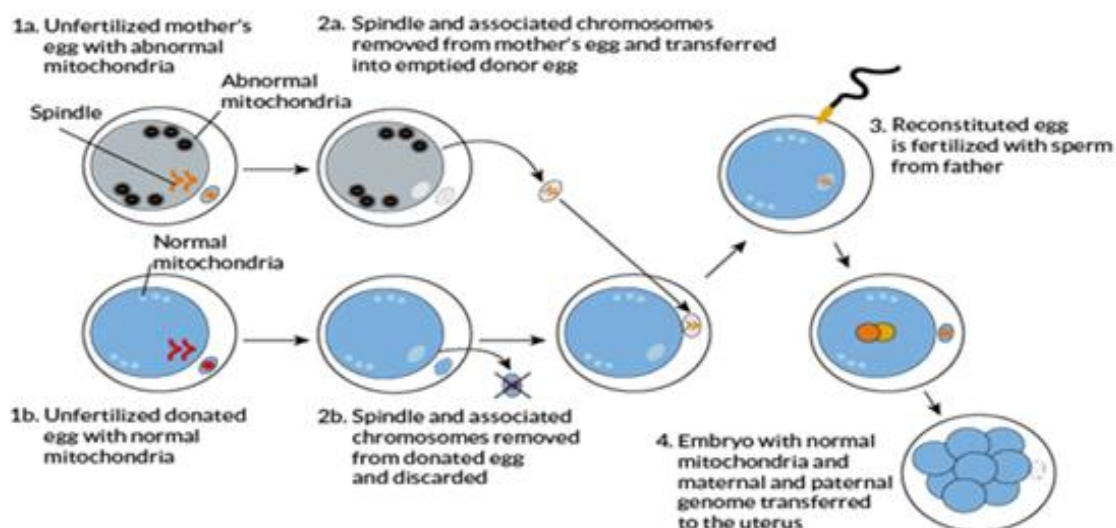 1a. Unfertilized mother's
egg with abnormal
mitochondria
2a. Spindle and associated chromosomes
removed from mother's egg and transferred
into emptied donor egg
Abnormal
mitochondria
Spindle
3. Reconstituted egg
is fertilized with sperm
from father
Normal
mitochondria
1b. Unfertilized donated
egg with normal
mitochondria
2b. Spindle and associated
chromosomes removed
from donated egg
and discarded
4. Embryo with normal
mitochondria and
maternal and paternal
genome transferred
to the uterus